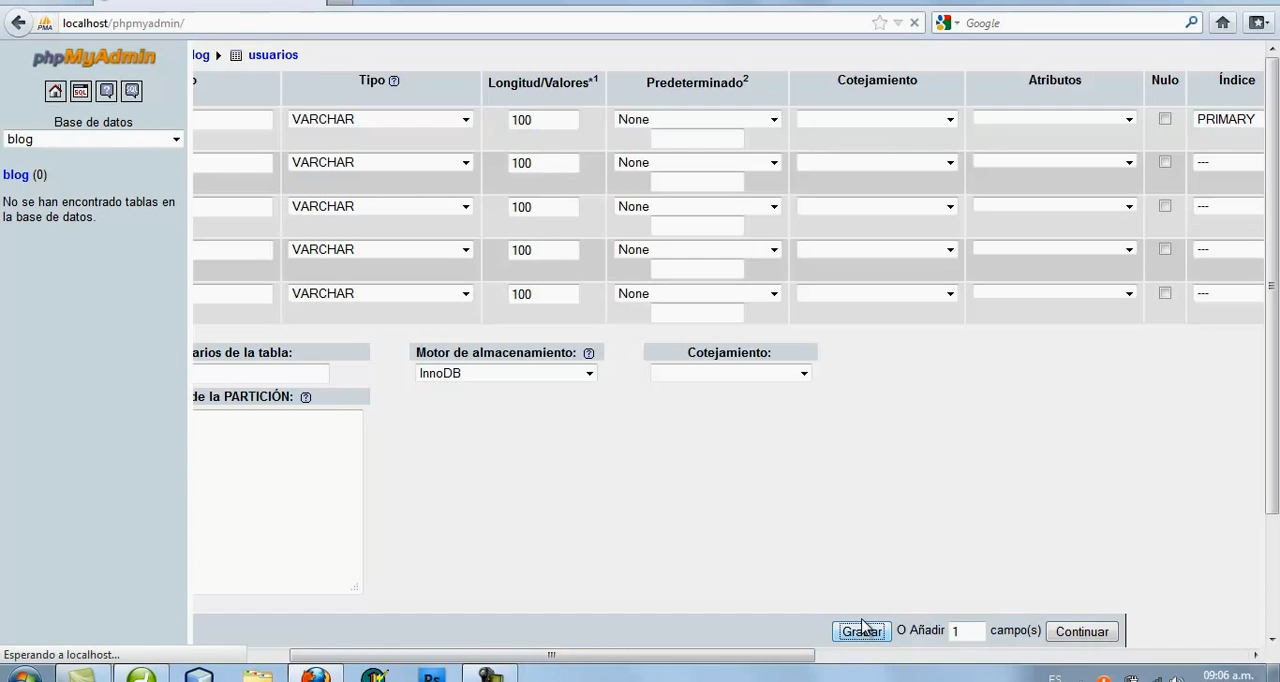 localhost/phpmyadmin/
Google
phpMyAdmin
SQL
Base de datos
blog
blog (0)
No se han encontrado tablas en
la base de datos.
log ▸ usuarios
o Tipo Longitud/Valores*1 Predeterminado2 Cotejamiento Atributos Nulo Índice
VARCHAR 100 None PRIMARY
VARCHAR 100 None ---
VARCHAR 100 None ---
VARCHAR 100 None ---
VARCHAR 100 None ---
arios de la tabla: Motor de almacenamiento: Cotejamiento:
InnoDB
de la PARTICIÓN:
Grabar O Añadir 1 campo(s) Continuar
Esperando a localhost...
Ps
ES
09:06 a.m.